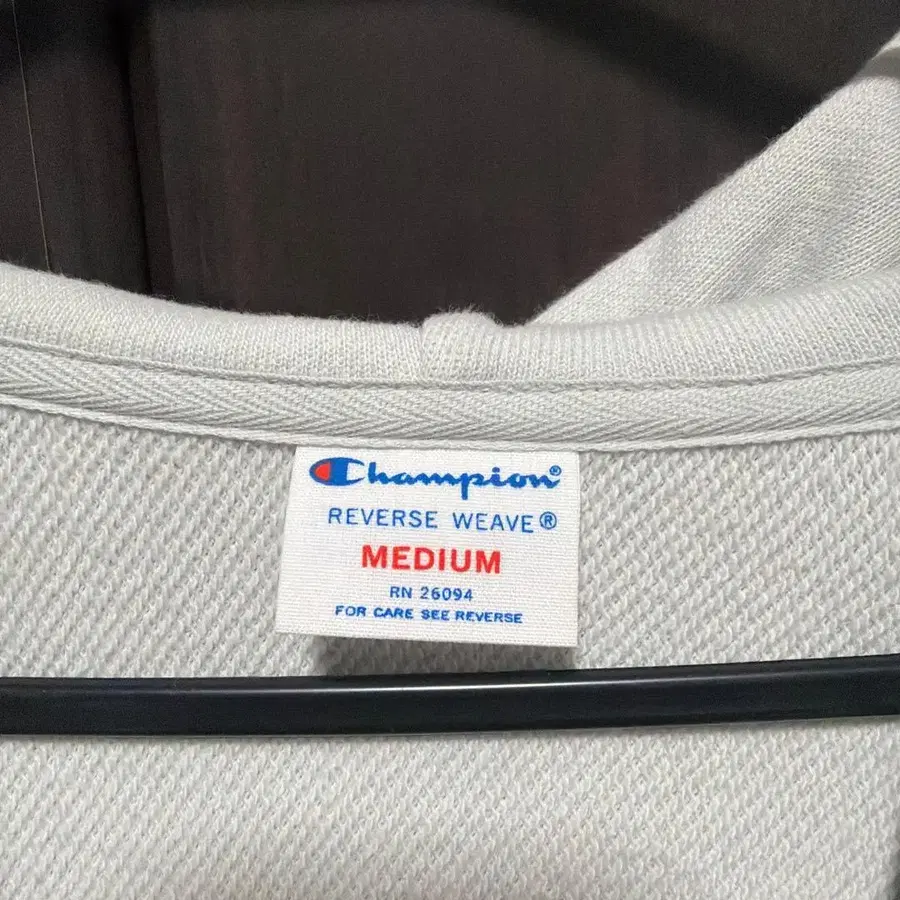 Champion®
REVERSE WEAVE®
MEDIUM
RN 26094
FOR CARE SEE REVERSE